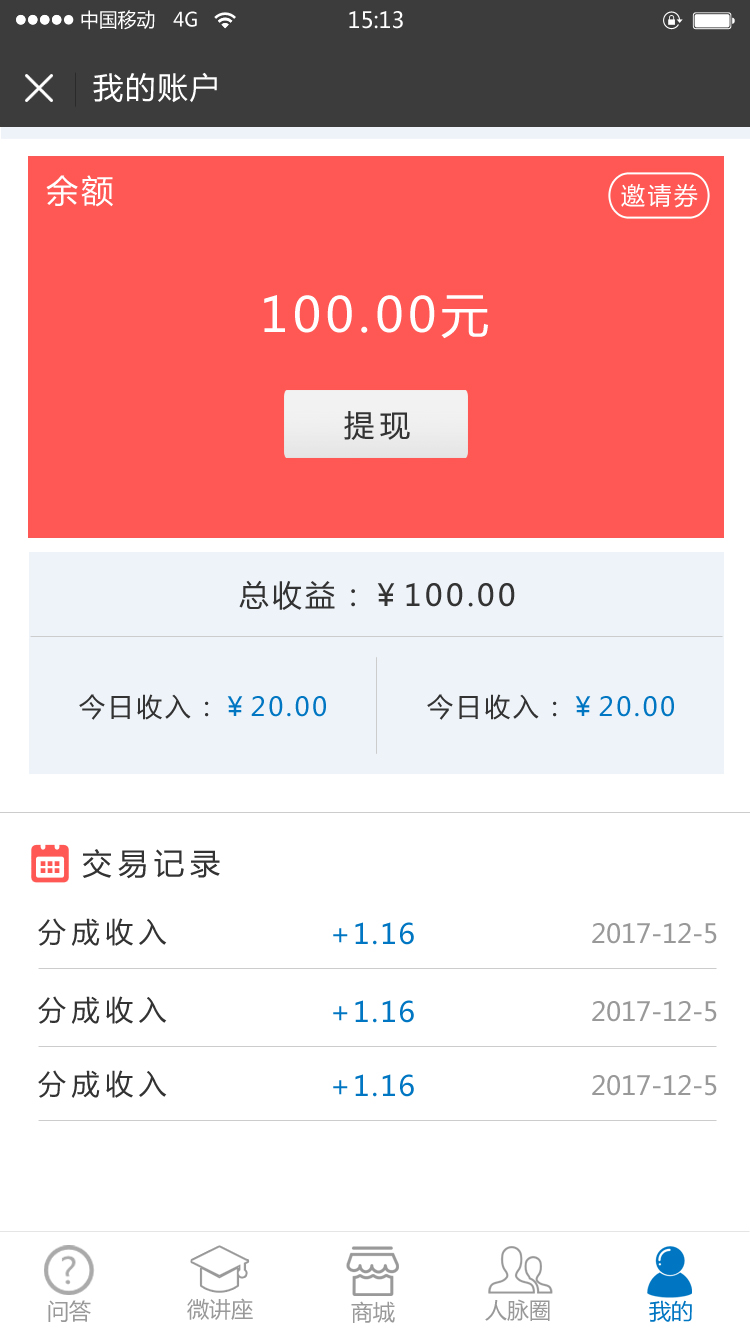 中国移动 4G 15:13
我的账户
余额 邀请券
100.00元
提现
总收益：￥100.00
今日收入：￥20.00 今日收入：￥20.00
交易记录
分成收入 +1.16 2017-12-5
分成收入 +1.16 2017-12-5
分成收入 +1.16 2017-12-5
问答 微讲座 商城 人脉圈 我的